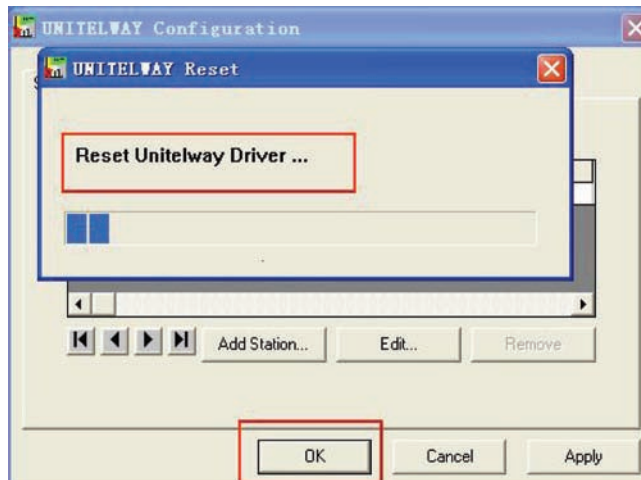 UNITELWAY Configuration
UNITELWAY Reset
Reset Unitelway Driver ...
Add Station...
Edit...
Remove
OK
Cancel
Apply